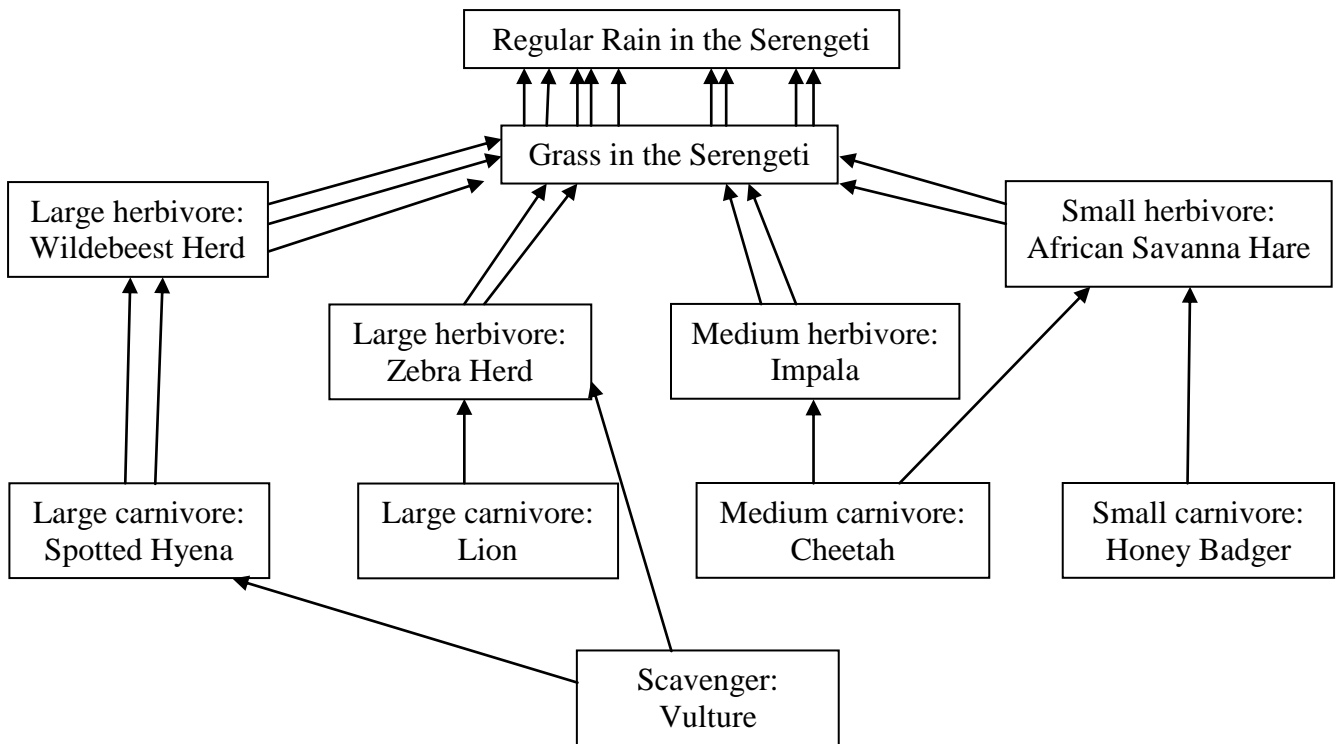 Regular Rain in the Serengeti
Grass in the Serengeti
Large herbivore:
Wildebeest Herd
Small herbivore:
African Savanna Hare
Large herbivore:
Zebra Herd
Medium herbivore:
Impala
Large carnivore:
Spotted Hyena
Large carnivore:
Lion
Medium carnivore:
Cheetah
Small carnivore:
Honey Badger
Scavenger:
Vulture